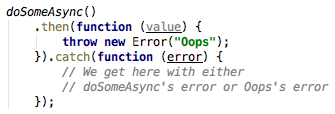 doSomeAsync()
    .then(function (value) {
        throw new Error("Oops");
    }).catch(function (error) {
        // We get here with either
        // doSomeAsync's error or Oops's error
    });